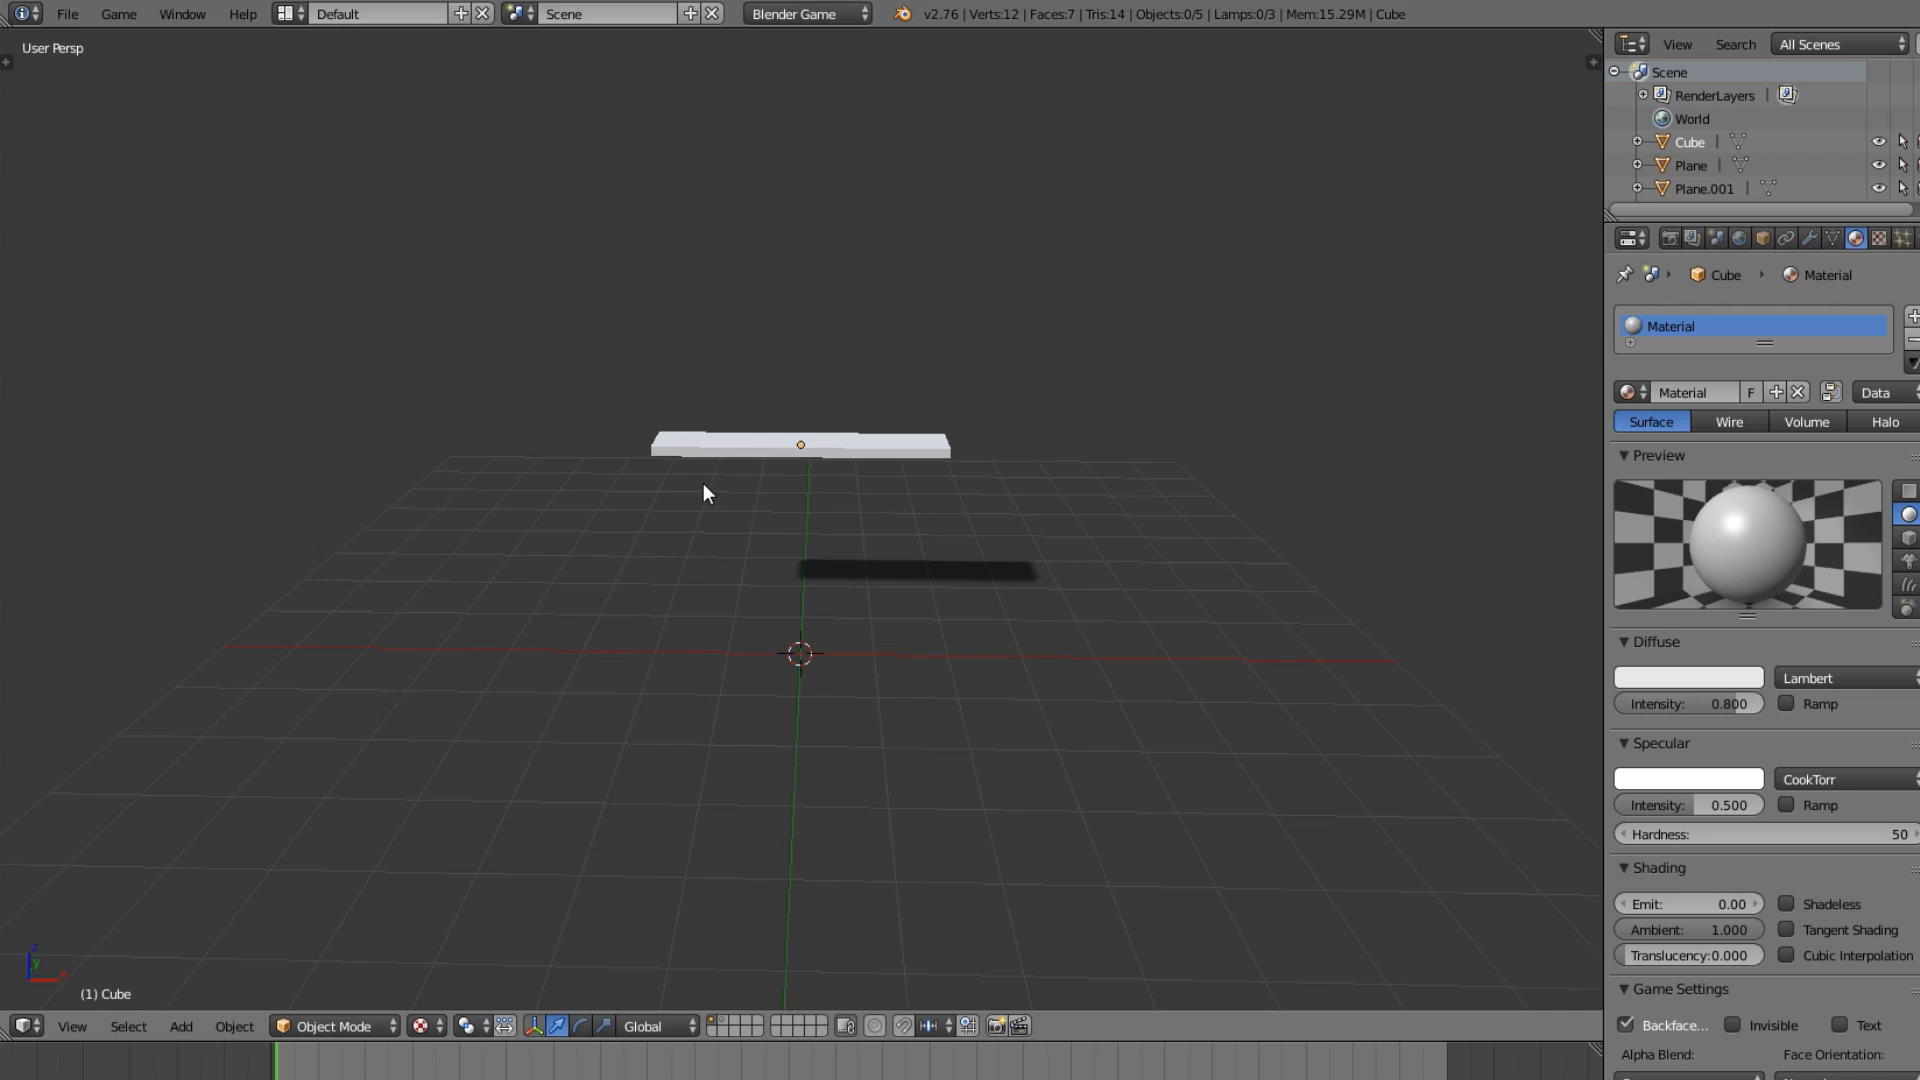 File Game Window Help Default Scene Blender Game v2.76 | Verts:12 | Faces:7 | Tris:14 | Objects:0/5 | Lamps:0/3 | Mem:15.29M | Cube
User Persp
View Search All Scenes
Scene
RenderLayers
World
Cube
Plane
Plane.001
Cube Material
Material
Material F Data
Surface Wire Volume Halo
Preview
Diffuse
Lambert
Intensity: 0.800 Ramp
Specular
CookTorr
Intensity: 0.500 Ramp
Hardness: 50
Shading
Emit: 0.00 Shadeless
Ambient: 1.000 Tangent Shading
Translucency:0.000 Cubic Interpolation
Game Settings
Backface... Invisible Text
Alpha Blend: Face Orientation:
z
y
x
(1) Cube
View Select Add Object Object Mode Global